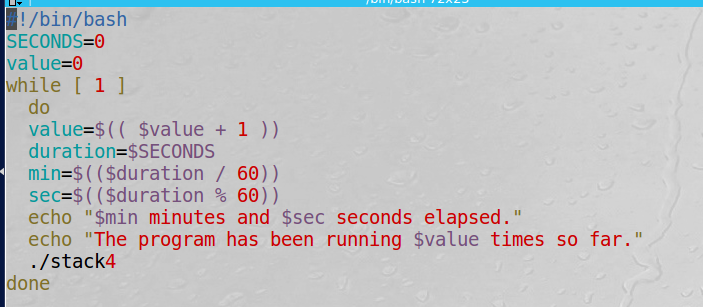 /bin/bash 72x25
#!/bin/bash
SECONDS=0
value=0
while [ 1 ]
  do
  value=$(( $value + 1 ))
  duration=$SECONDS
  min=$(($duration / 60))
  sec=$(($duration % 60))
  echo "$min minutes and $sec seconds elapsed."
  echo "The program has been running $value times so far."
  ./stack4
done